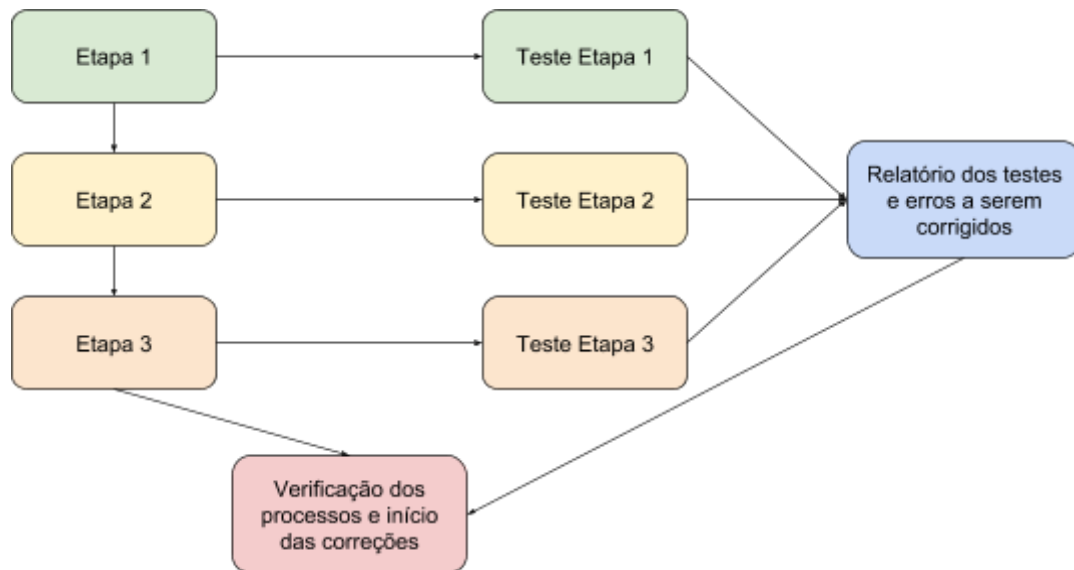 Etapa 1
Teste Etapa 1
Etapa 2
Teste Etapa 2
Relatório dos testes
e erros a serem
corrigidos
Etapa 3
Teste Etapa 3
Verificação dos
processos e início
das correções